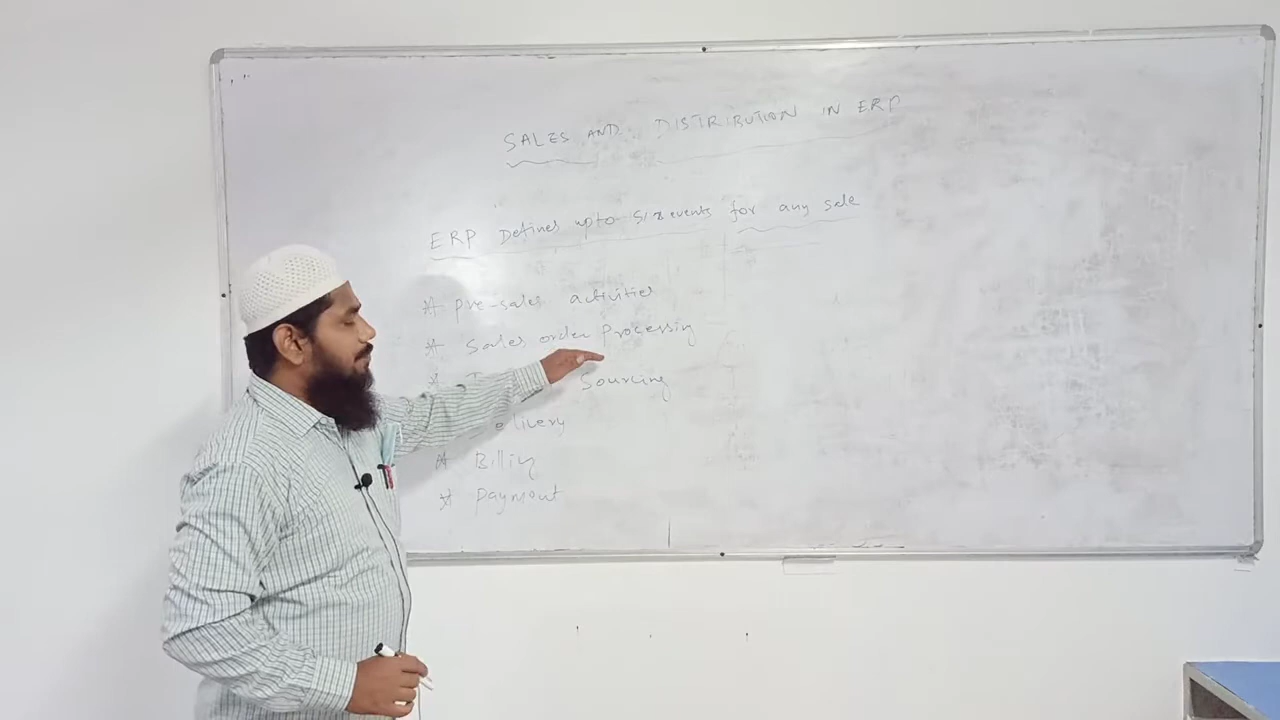 SALES AND DISTRIBUTION IN ERP
ERP Defines upto Six events for any sale
* Pre-sales activities
* Sales order Processing
* Sourcing
elivery
* Billing
* Payment